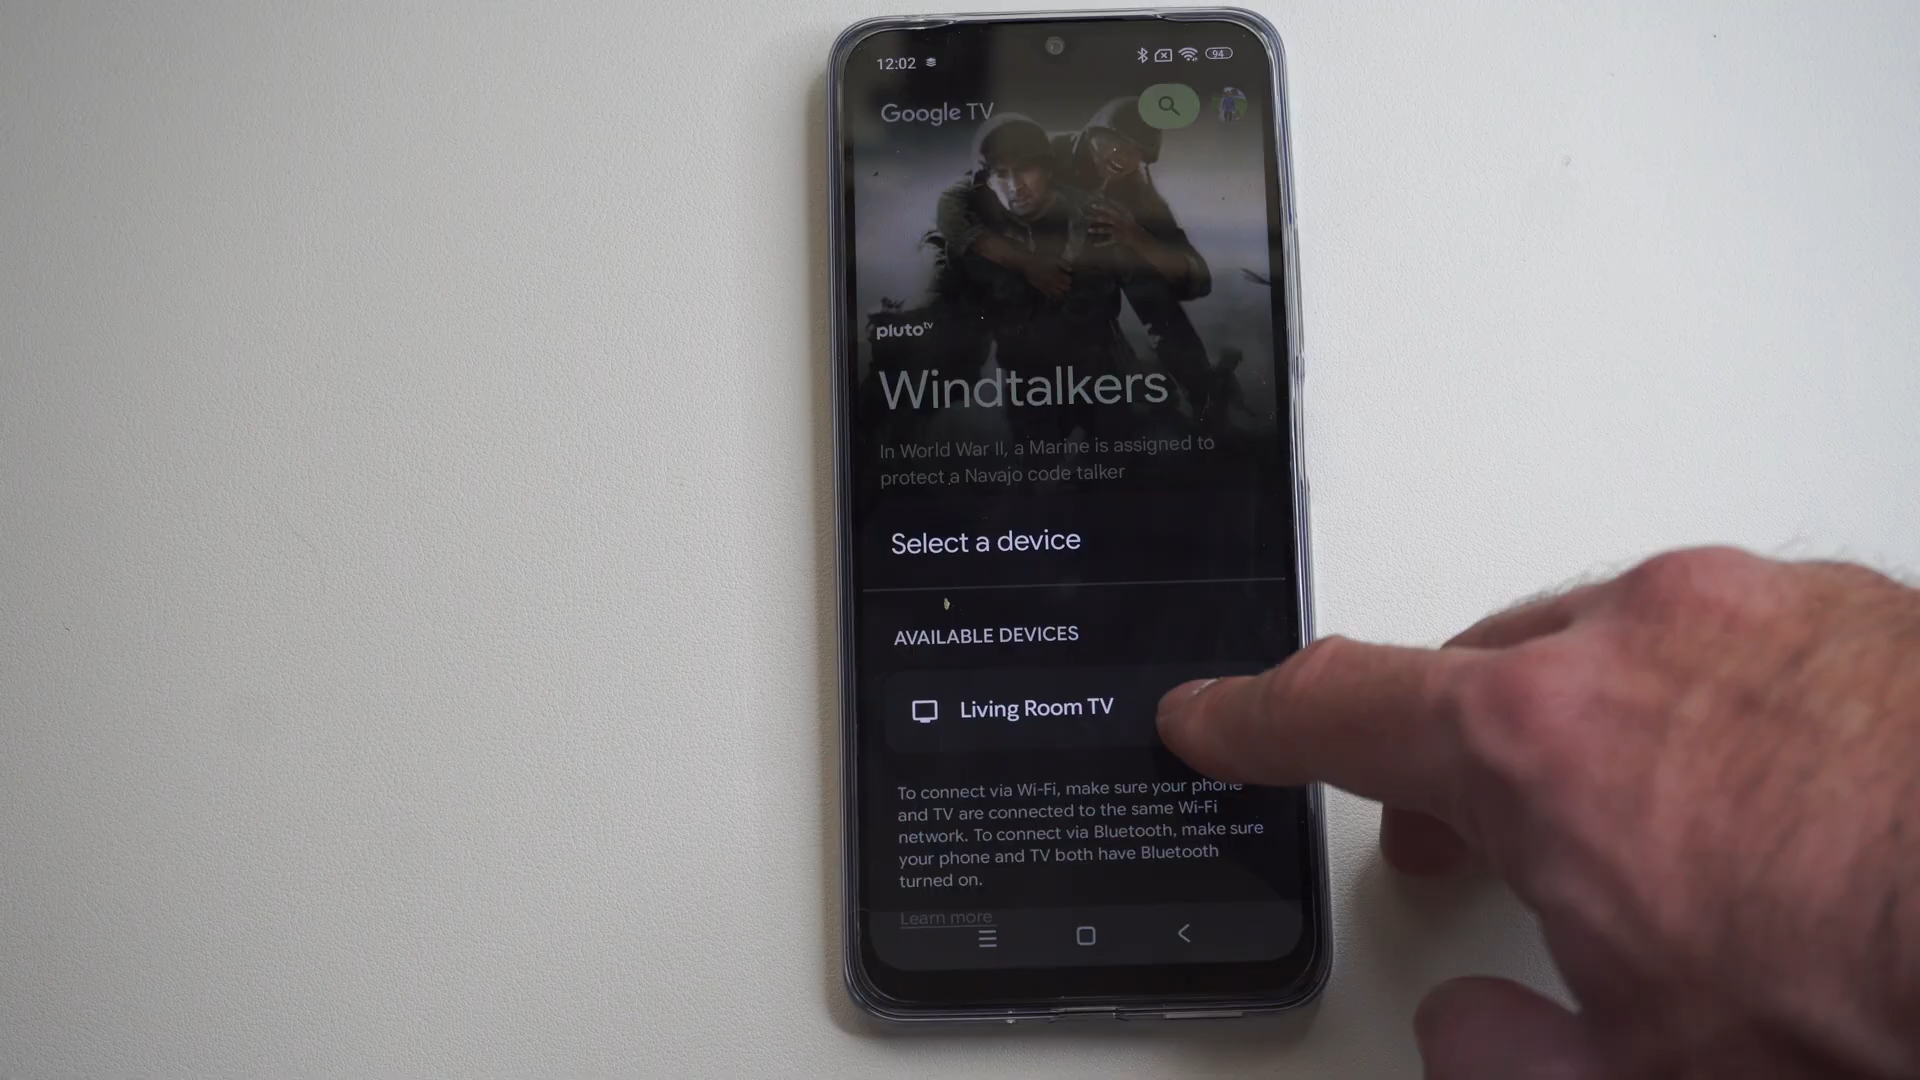 12:02
94
Google TV
pluto tv
Windtalkers
In World War II, a Marine is assigned to
protect a Navajo code talker
Select a device
AVAILABLE DEVICES
Living Room TV
To connect via Wi-Fi, make sure your phone
and TV are connected to the same Wi-Fi
network. To connect via Bluetooth, make sure
your phone and TV both have Bluetooth
turned on.
Learn more